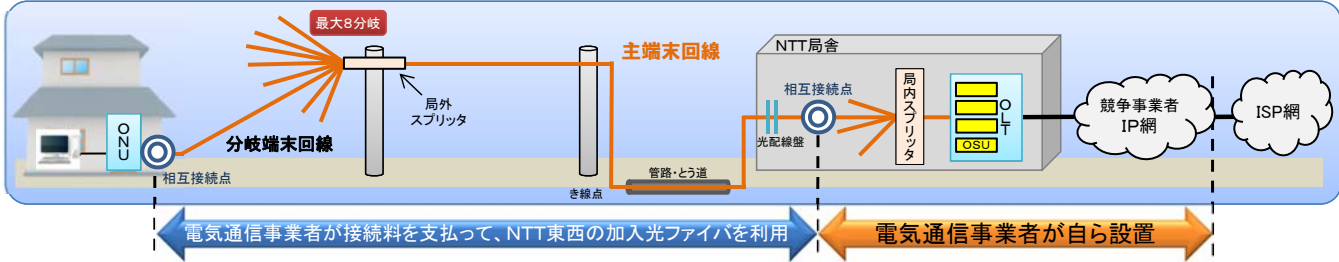 最大8分岐
主端末回線
局外
スプリッタ
ONU
分岐端末回線
相互接続点
き線点
管路・とう道
NTT局舎
相互接続点
光配線盤
局内スプリッタ
OLT
OSU
競争事業者
IP網
ISP網
電気通信事業者が接続料を支払って、NTT東西の加入光ファイバを利用
電気通信事業者が自ら設置